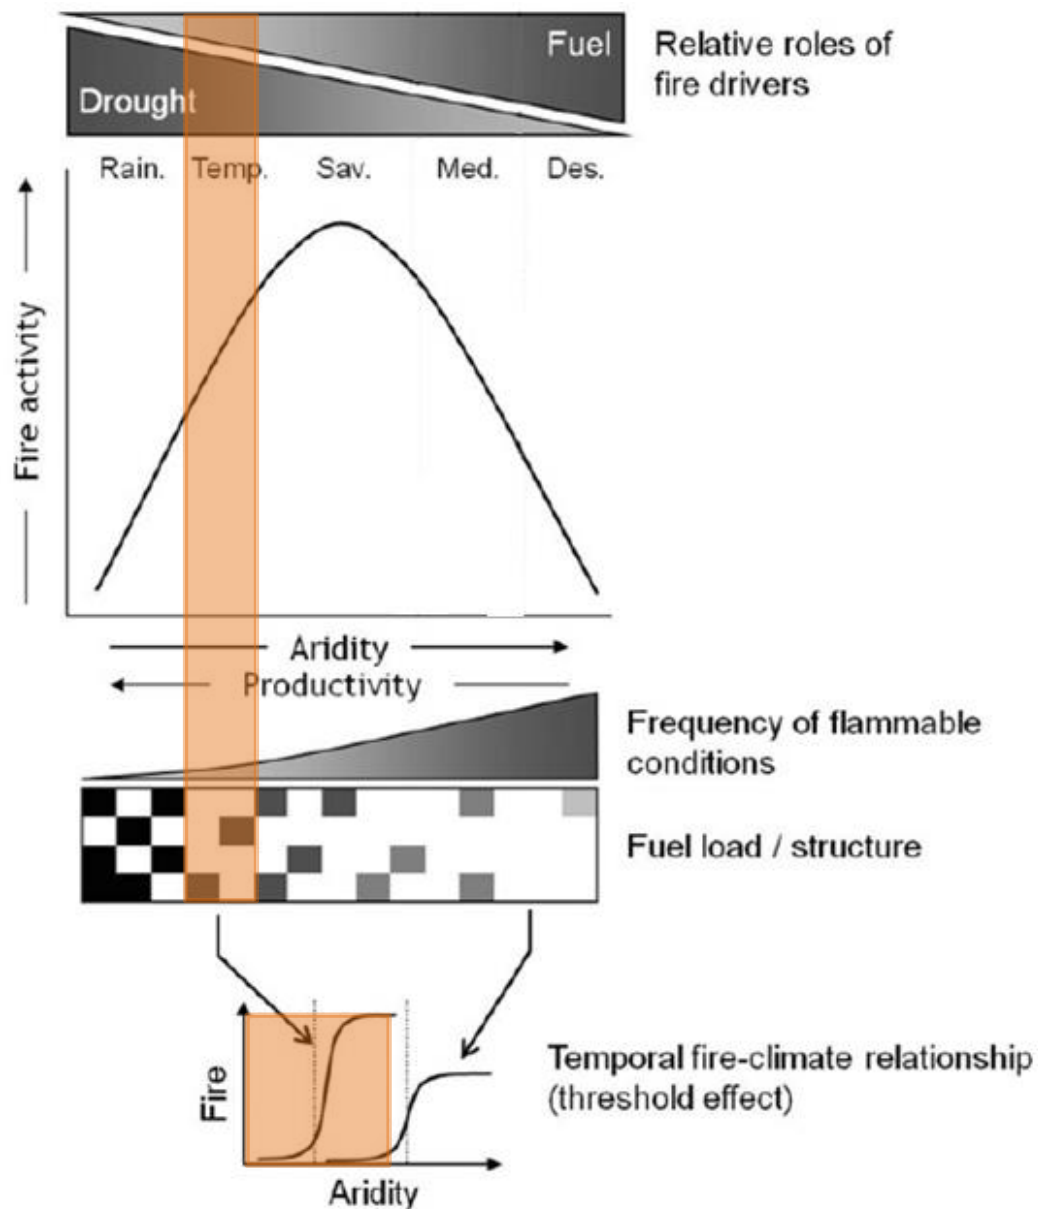 Fuel
Drought
Relative roles of
fire drivers
Rain. Temp. Sav. Med. Des.
Fire activity
Aridity
Productivity
Frequency of flammable
conditions
Fuel load / structure
Fire
Aridity
Temporal fire-climate relationship
(threshold effect)